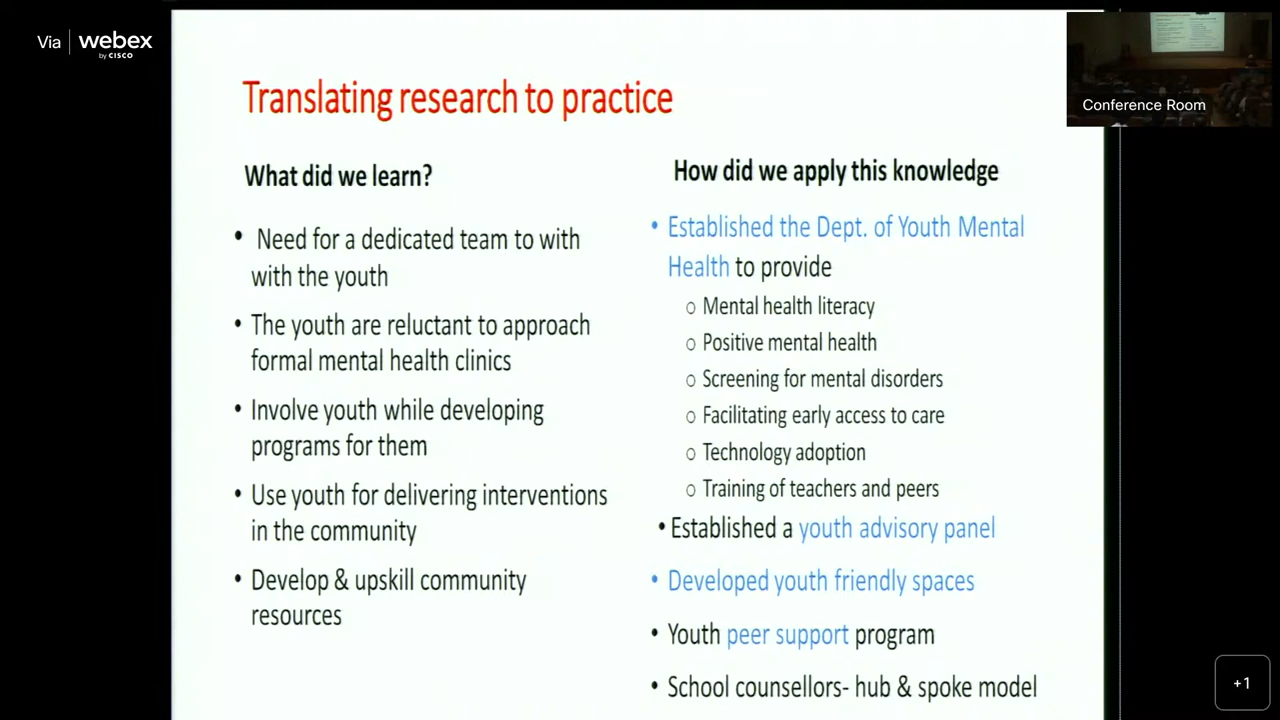 Via webex
by CISCO
Conference Room
Translating research to practice
What did we learn?
• Need for a dedicated team to with
with the youth
• The youth are reluctant to approach
formal mental health clinics
• Involve youth while developing
programs for them
• Use youth for delivering interventions
in the community
• Develop & upskill community
resources
How did we apply this knowledge
• Established the Dept. of Youth Mental
Health to provide
o Mental health literacy
o Positive mental health
o Screening for mental disorders
o Facilitating early access to care
o Technology adoption
o Training of teachers and peers
• Established a youth advisory panel
• Developed youth friendly spaces
• Youth peer support program
• School counsellors- hub & spoke model
+1